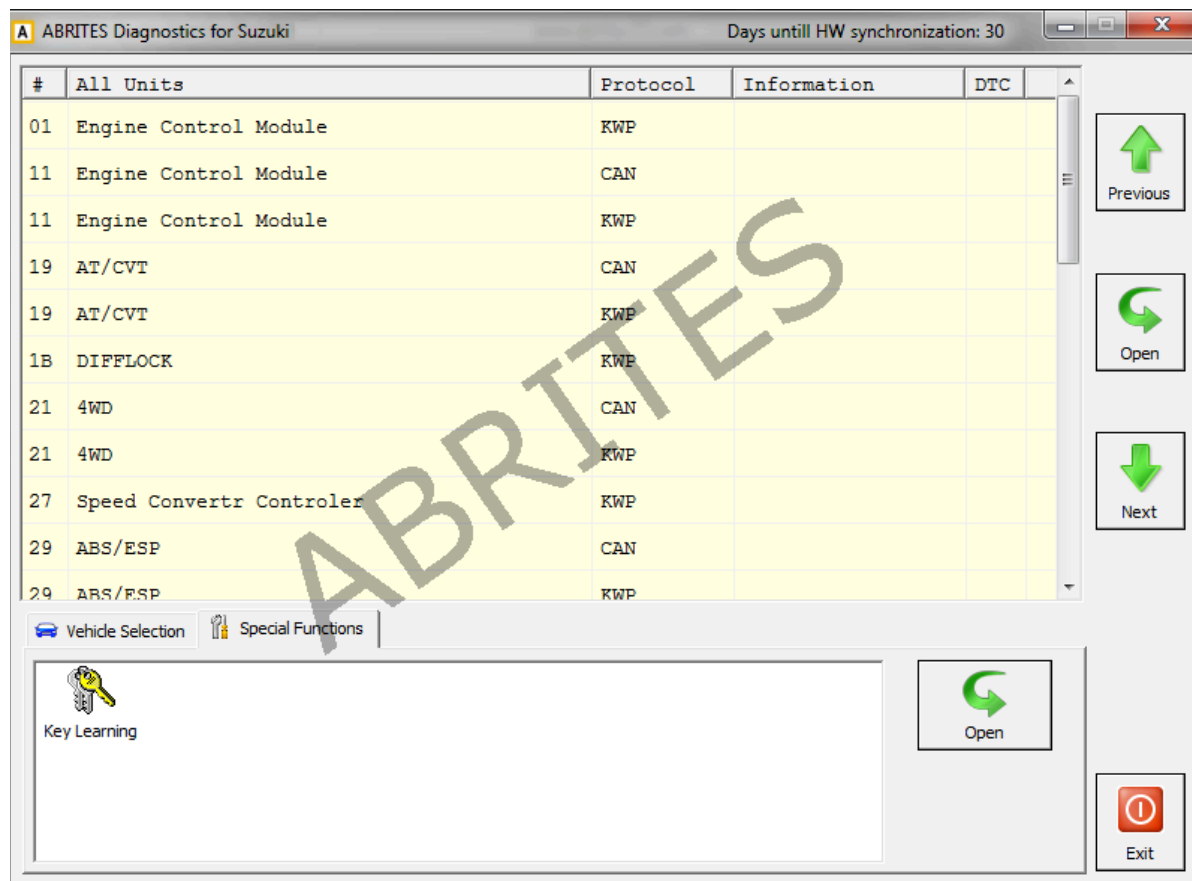 A ABRITES Diagnostics for Suzuki Days untill HW synchronization: 30
# All Units Protocol Information DTC
01 Engine Control Module KWP
11 Engine Control Module CAN
11 Engine Control Module KWP
19 AT/CVT CAN
19 AT/CVT KWP
1B DIFFLOCK KWP
21 4WD CAN
21 4WD KWP
27 Speed Convertr Controler KWP
29 ABS/ESP CAN
29 ABS/ESP KWP
Previous
Open
Next
ABRITES
Vehicle Selection Special Functions
Key Learning
Open
Exit